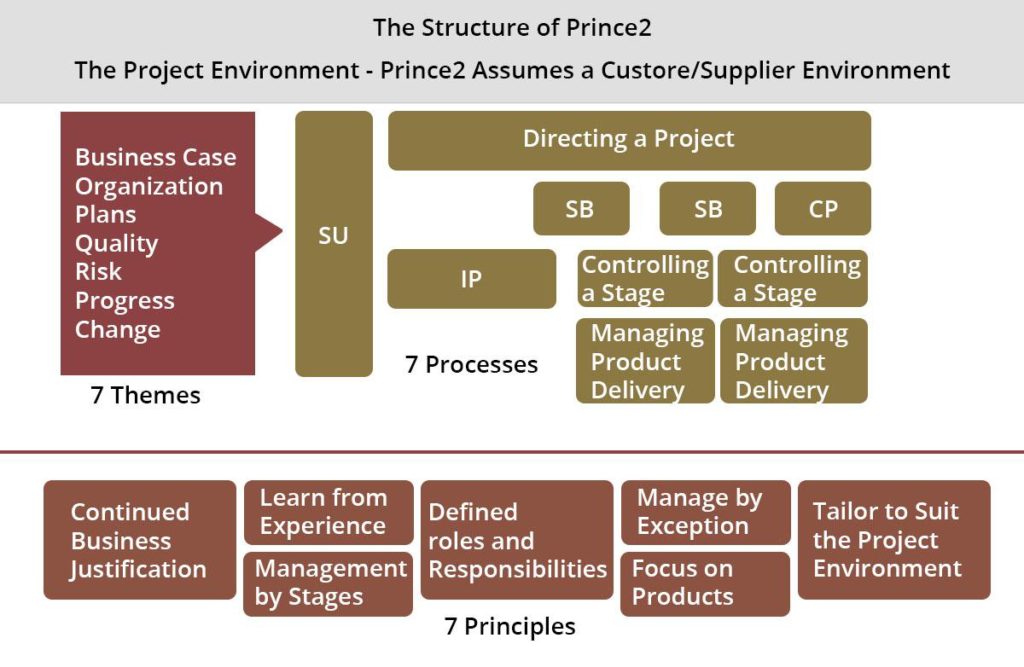 The Structure of Prince2
The Project Environment - Prince2 Assumes a Custore/Supplier Environment
Business Case
Organization
Plans
Quality
Risk
Progress
Change
7 Themes
SU
Directing a Project
SB
SB
CP
IP
Controlling
a Stage
Controlling
a Stage
7 Processes
Managing
Product
Delivery
Managing
Product
Delivery
Continued
Business
Justification
Learn from
Experience
Management
by Stages
Defined
roles and
Responsibilities
Manage by
Exception
Focus on
Products
Tailor to Suit
the Project
Environment
7 Principles